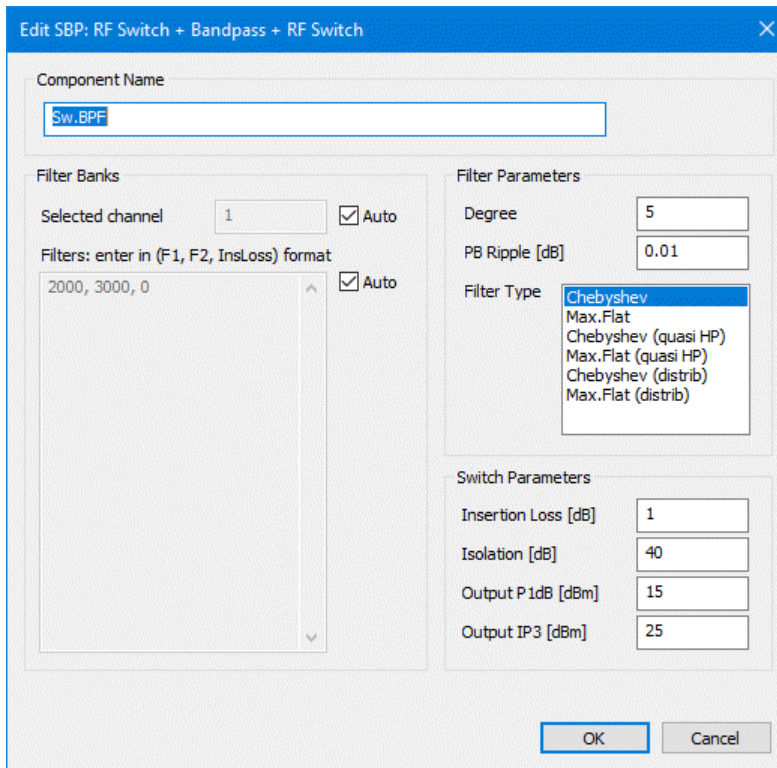 Edit SBP: RF Switch + Bandpass + RF Switch
Component Name
Sw.BPF
Filter Banks
Selected channel 1 Auto
Filters: enter in (F1, F2, InsLoss) format
2000, 3000, 0
Auto
Filter Parameters
Degree 5
PB Ripple [dB] 0.01
Filter Type
Chebyshev
Max.Flat
Chebyshev (quasi HP)
Max.Flat (quasi HP)
Chebyshev (distrib)
Max.Flat (distrib)
Switch Parameters
Insertion Loss [dB] 1
Isolation [dB] 40
Output P1dB [dBm] 15
Output IP3 [dBm] 25
OK Cancel